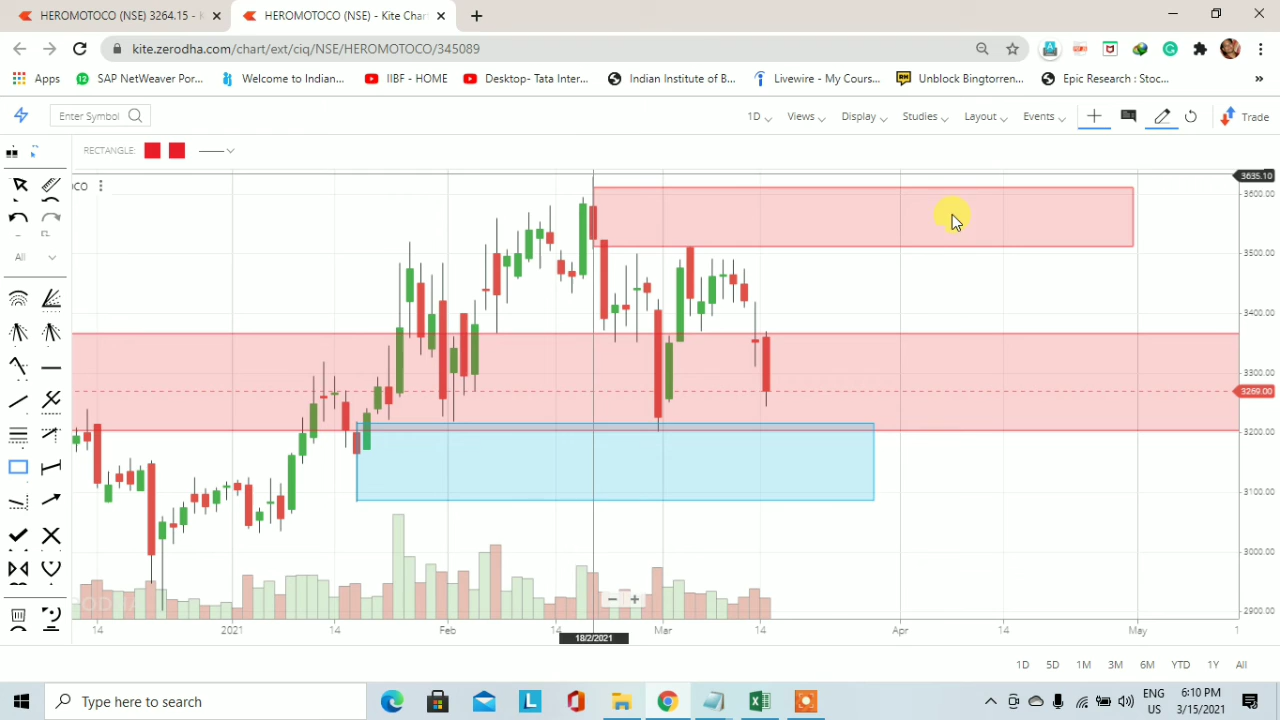 HEROMOTOCO (NSE) 3264.15 - K
HEROMOTOCO (NSE) - Kite Char
kite.zerodha.com/chart/ext/ciq/NSE/HEROMOTOCO/345089
Apps
SAP NetWeaver Por...
Welcome to Indian...
IIBF - HOME
Desktop- Tata Inter...
Indian Institute of B...
Livewire - My Cours...
Unblock Bingtorren...
Epic Research : Stoc...
»
Enter Symbol
1D
Views
Display
Studies
Layout
Events
Trade
RECTANGLE:
OCO
3635.10
3600.00
3500.00
3400.00
3300.00
3269.00
3200.00
3100.00
3000.00
2900.00
All
14
2021
14
Feb
14
18/2/2021
Mar
14
Apr
14
May
1
1D
5D
1M
3M
6M
YTD
1Y
All
Type here to search
ENG
US
6:10 PM
3/15/2021